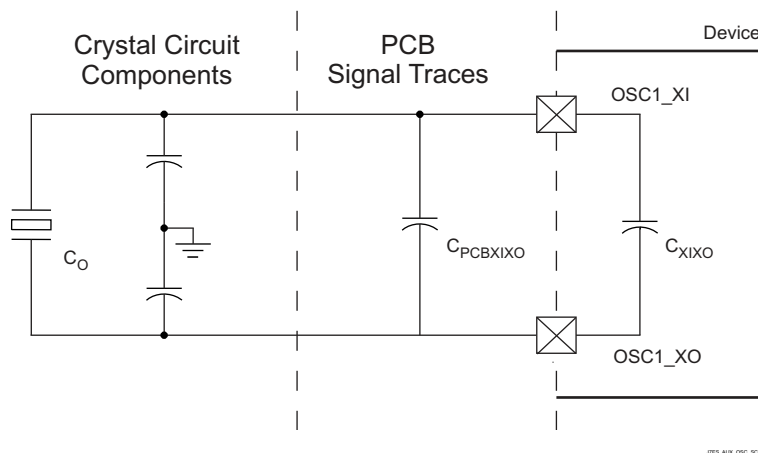 Crystal Circuit
Components
PCB
Signal Traces
Device
OSC1_XI
CO
CPCBXIXO
CXIXO
OSC1_XO